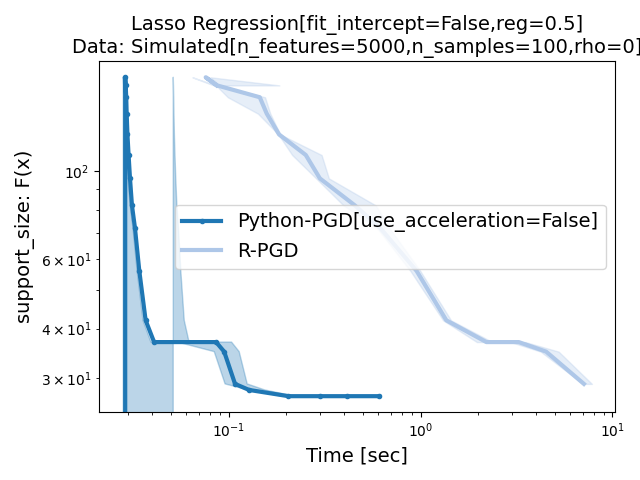 Lasso Regression[fit_intercept=False,reg=0.5]
Data: Simulated[n_features=5000,n_samples=100,rho=0]
support_size: F(x)
10²
6 × 10¹
4 × 10¹
3 × 10¹
Python-PGD[use_acceleration=False]
R-PGD
10⁻¹
10⁰
10¹
Time [sec]